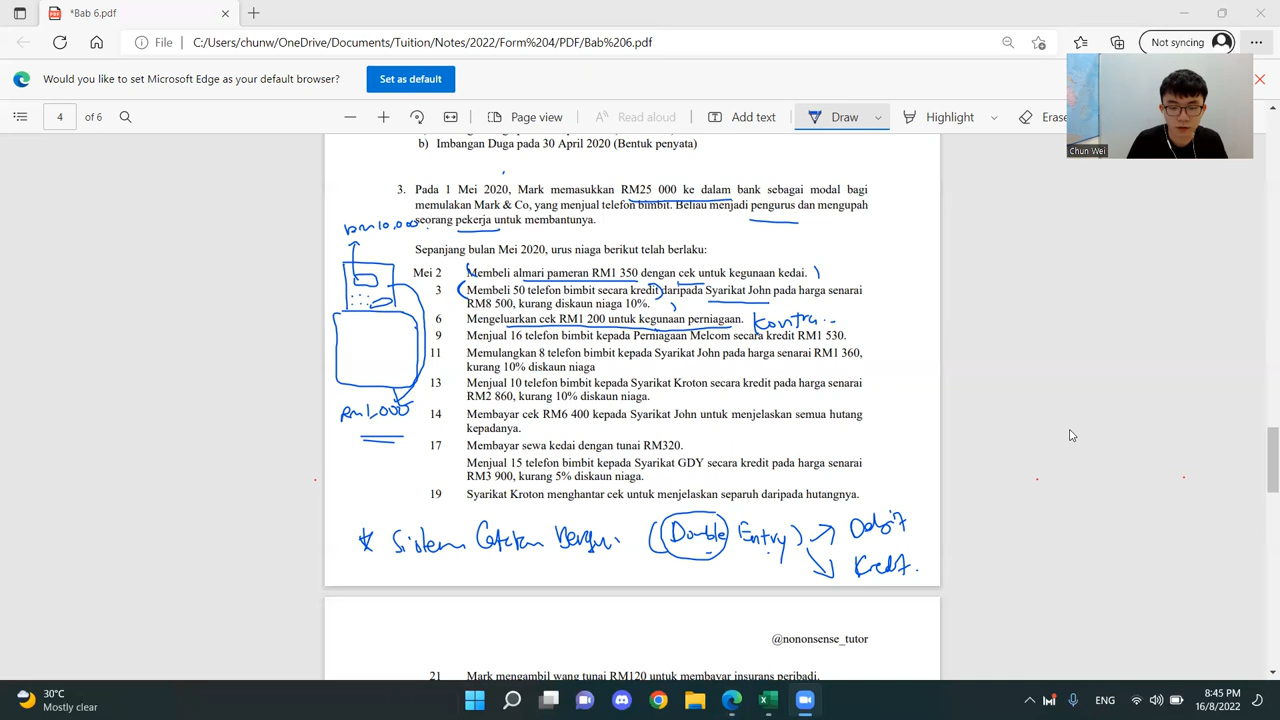 *Bab 6.pdf
File
C:/Users/chunw/OneDrive/Documents/Tuition/Notes/2022/Form%204/PDF/Bab%206.pdf
Not syncing
Would you like to set Microsoft Edge as your default browser?
Set as default
4 of 6
Page view
Read aloud
Add text
Draw
Highlight
Erase
Chun Wei
b) Imbangan Duga pada 30 April 2020 (Bentuk penyata)
3. Pada 1 Mei 2020, Mark memasukkan RM25 000 ke dalam bank sebagai modal bagi
memulakan Mark & Co, yang menjual telefon bimbit. Beliau menjadi pengurus dan mengupah
seorang pekerja untuk membantunya.
RM10,000
Sepanjang bulan Mei 2020, urus niaga berikut telah berlaku:
Mei 2 Membeli almari pameran RM1 350 dengan cek untuk kegunaan kedai.
3 Membeli 50 telefon bimbit secara kredit daripada Syarikat John pada harga senarai
RM8 500, kurang diskaun niaga 10%.
6 Mengeluarkan cek RM1 200 untuk kegunaan perniagaan. Kontra
9 Menjual 16 telefon bimbit kepada Perniagaan Melcom secara kredit RM1 530.
11 Memulangkan 8 telefon bimbit kepada Syarikat John pada harga senarai RM1 360,
kurang 10% diskaun niaga
13 Menjual 10 telefon bimbit kepada Syarikat Kroton secara kredit pada harga senarai
RM2 860, kurang 10% diskaun niaga.
RM1,000
14 Membayar cek RM6 400 kepada Syarikat John untuk menjelaskan semua hutang
kepadanya.
17 Membayar sewa kedai dengan tunai RM320.
Menjual 15 telefon bimbit kepada Syarikat GDY secara kredit pada harga senarai
RM3 900, kurang 5% diskaun niaga.
19 Syarikat Kroton menghantar cek untuk menjelaskan separuh daripada hutangnya.
* Sistem Catatan (Double Entry) Debit
Kredit.
@nononsense_tutor
21 Mark mengambil wang tunai RM120 untuk membayar insurans peribadi.
30°C
Mostly clear
ENG
8:45 PM
16/8/2022